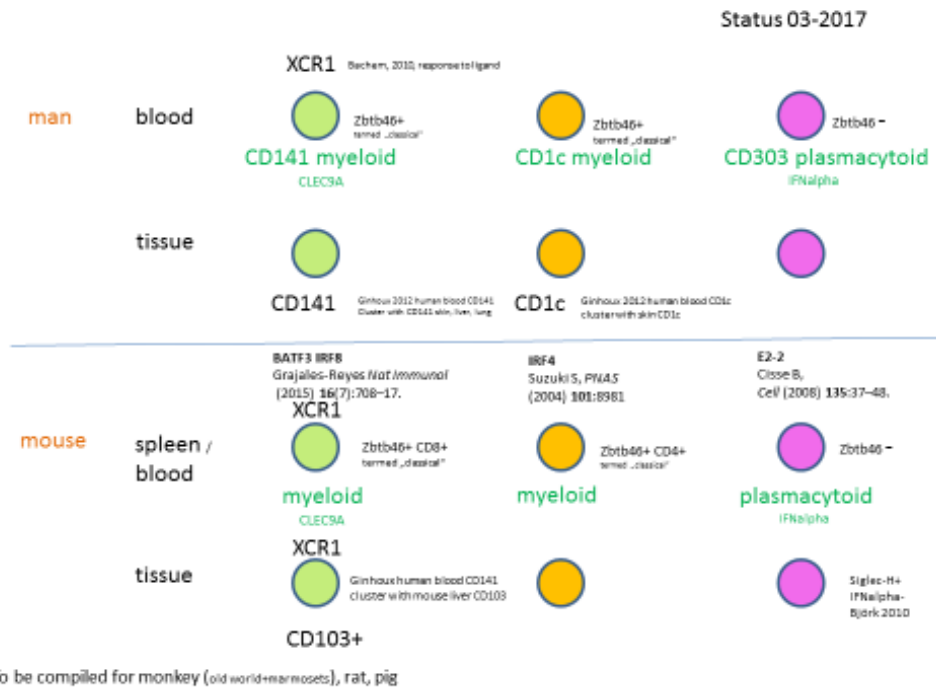 Status 03-2017
XCR1 Bachem, 2010, response to ligand
man
blood
Zbtb46+
termed „classical"
Zbtb46+
termed „classical"
Zbtb46 –
CD141 myeloid
CD1c myeloid
CD303 plasmacytoid
CLEC9A
IFNalpha
tissue
CD141
Ginhoux 2012 human blood CD141
Cluster with CD141 skin, liver, lung
CD1c
Ginhoux 2012 human blood CD1c
cluster with skin CD1c
BATF3 IRF8
Grajales-Reyes Nat Immunol
(2015) 16(7):708–17.
IRF4
Suzuki S, PNAS
(2004) 101:8981
E2-2
Cisse B,
Cell (2008) 135:37–48.
XCR1
mouse
spleen /
blood
Zbtb46+ CD8+
termed „classical"
Zbtb46+ CD4+
termed „classical"
Zbtb46 –
myeloid
myeloid
plasmacytoid
CLEC9A
IFNalpha
XCR1
tissue
Ginhoux human blood CD141
cluster with mouse liver CD103
Siglec-H+
IFNalpha-
Björk 2010
CD103+
To be compiled for monkey (old world+marmosets), rat, pig